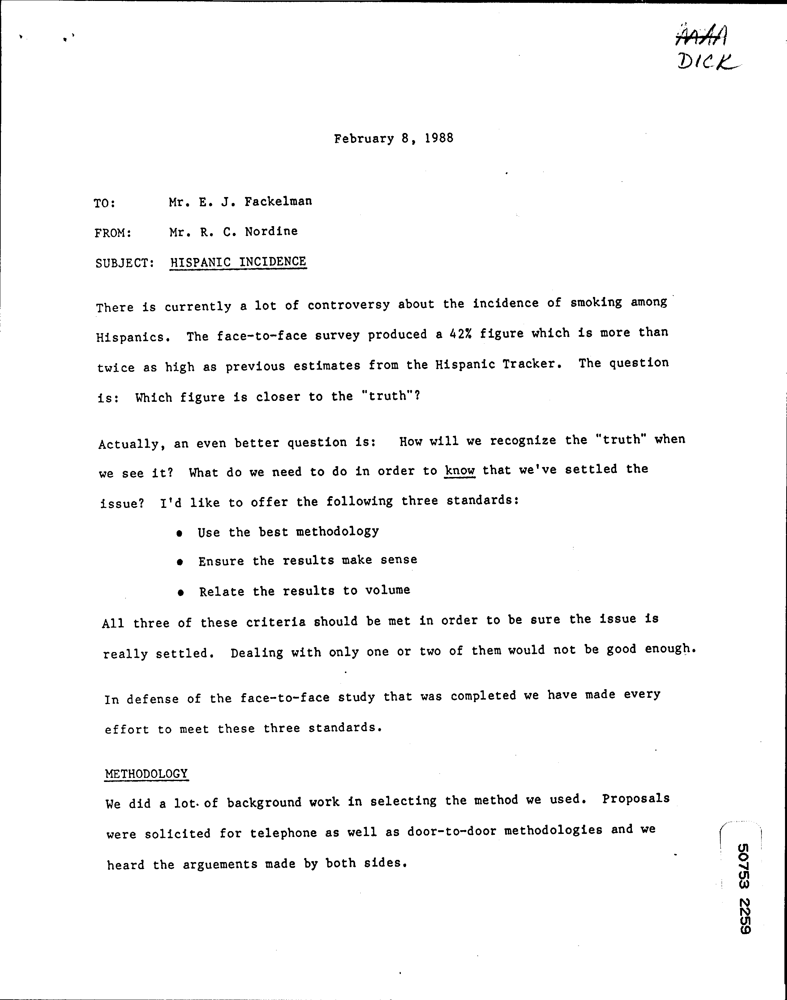 DICK
February 8, 1988
TO: Mr. E. J. Fackelman
FROM: Mr. R. C. Nordine
SUBJECT: HISPANIC INCIDENCE
There is currently a lot of controversy about the incidence of smoking among
Hispanics. The face-to-face survey produced a 42% figure which is more than
twice as high as previous estimates from the Hispanic Tracker. The question
is: Which figure is closer to the "truth"?
Actually, an even better question is: How will we recognize the "truth" when
we see it? What do we need to do in order to know that we've settled the
issue? I'd like to offer the following three standards:
• Use the best methodology
• Ensure the results make sense
• Relate the results to volume
All three of these criteria should be met in order to be sure the issue is
really settled. Dealing with only one or two of them would not be good enough.
In defense of the face-to-face study that was completed we have made every
effort to meet these three standards.
METHODOLOGY
We did a lot of background work in selecting the method we used. Proposals
were solicited for telephone as well as door-to-door methodologies and we
heard the arguements made by both sides.
50753 2259